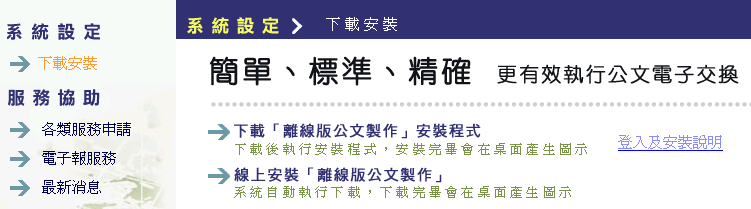 系統設定
下載安裝
服務協助
各類服務申請
電子報服務
最新消息
系統設定 > 下載安裝
簡單、標準、精確 更有效執行公文電子交換
下載「離線版公文製作」安裝程式
下載後執行安裝程式，安裝完畢會在桌面產生圖示
登入及安裝說明
線上安裝「離線版公文製作」
系統自動執行下載，下載完畢會在桌面產生圖示